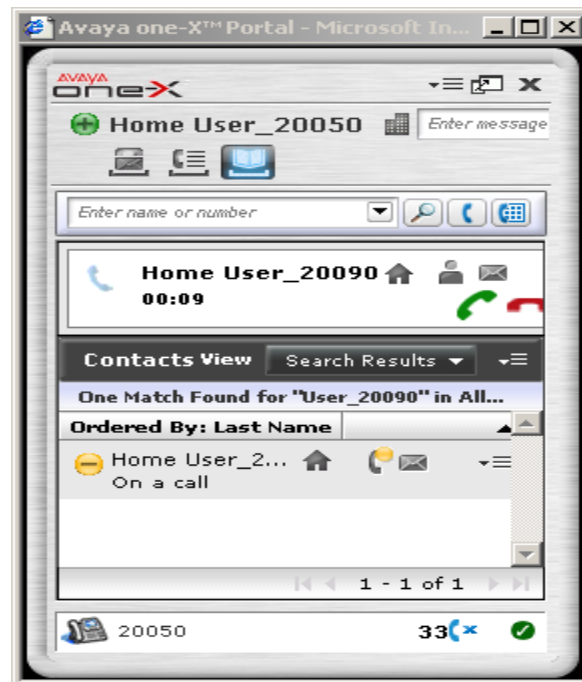 Avaya one-X™ Portal - Microsoft In...
AVAYA
one-X
Home User_20050 Enter message
Enter name or number
Home User_20090
00:09
Contacts View Search Results
One Match Found for "User_20090" in All...
Ordered By: Last Name
Home User_2...
On a call
1 - 1 of 1
20050 33